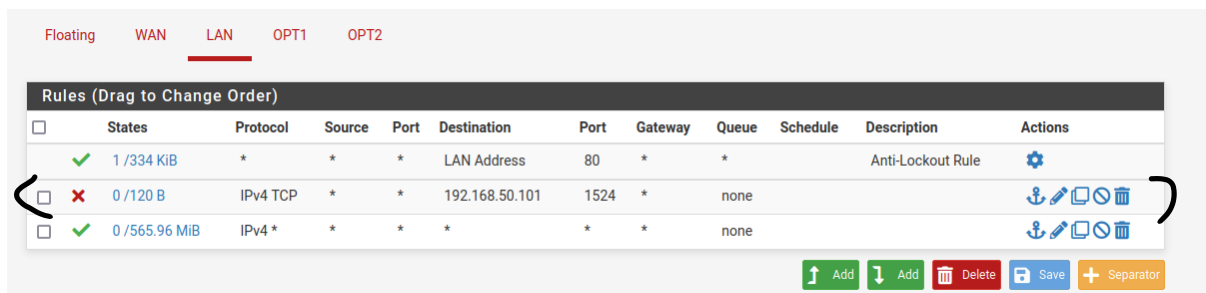 Floating WAN LAN OPT1 OPT2
Rules (Drag to Change Order)
States Protocol Source Port Destination Port Gateway Queue Schedule Description Actions
1 /334 KiB * * * LAN Address 80 * * Anti-Lockout Rule
0 /120 B IPv4 TCP * * 192.168.50.101 1524 * none
0 /565.96 MiB IPv4 * * * * * * none
Add Add Delete Save Separator